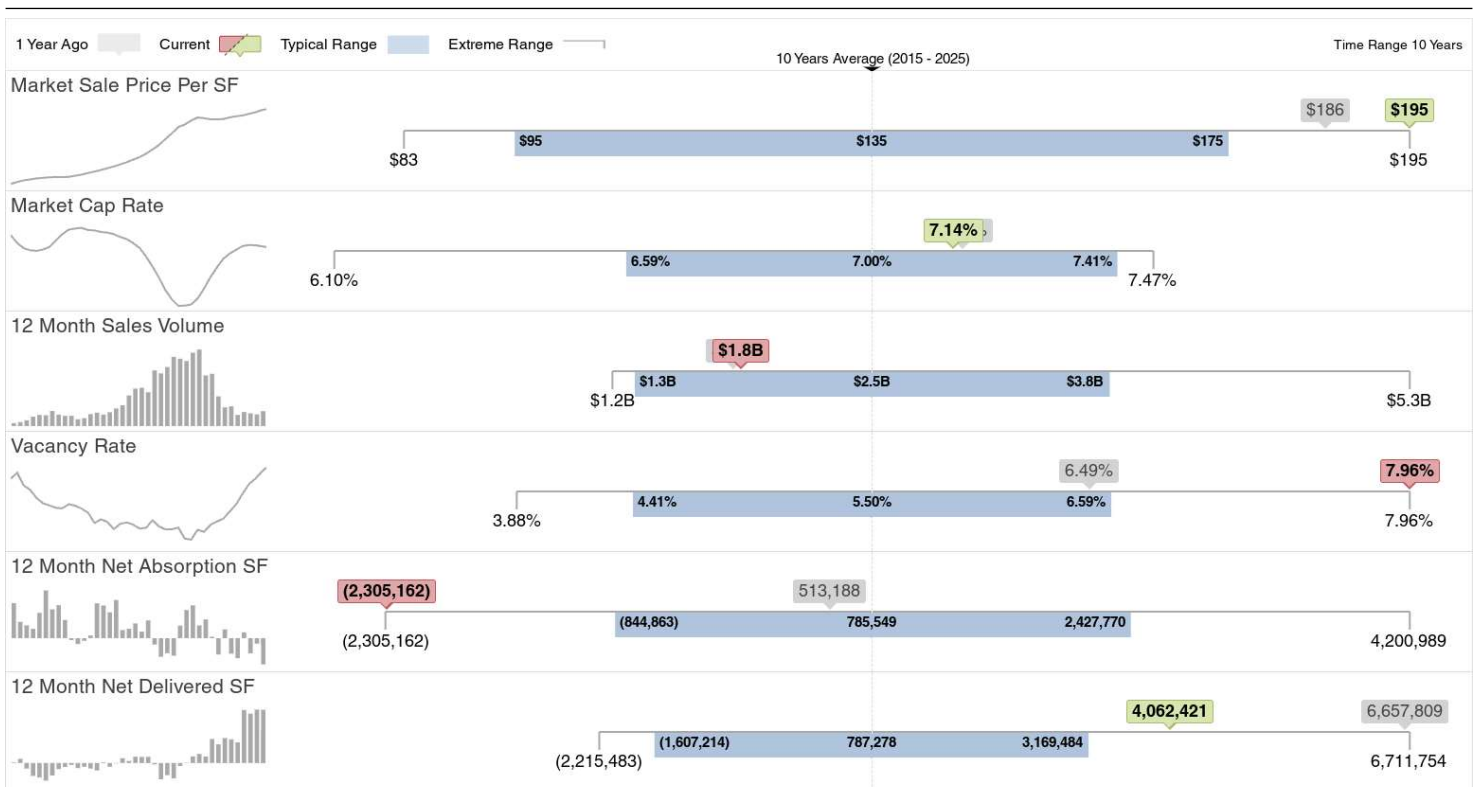 1 Year Ago Current Typical Range Extreme Range Time Range 10 Years
10 Years Average (2015 - 2025)
Market Sale Price Per SF
$186 $195
$95 $135 $175
$83 $195
Market Cap Rate
7.14%
6.59% 7.00% 7.41%
6.10% 7.47%
12 Month Sales Volume
$1.8B
$1.3B $2.5B $3.8B
$1.2B $5.3B
Vacancy Rate
6.49% 7.96%
4.41% 5.50% 6.59%
3.88% 7.96%
12 Month Net Absorption SF
(2,305,162) 513,188
(844,863) 785,549 2,427,770
(2,305,162) 4,200,989
12 Month Net Delivered SF
4,062,421 6,657,809
(1,607,214) 787,278 3,169,484
(2,215,483) 6,711,754